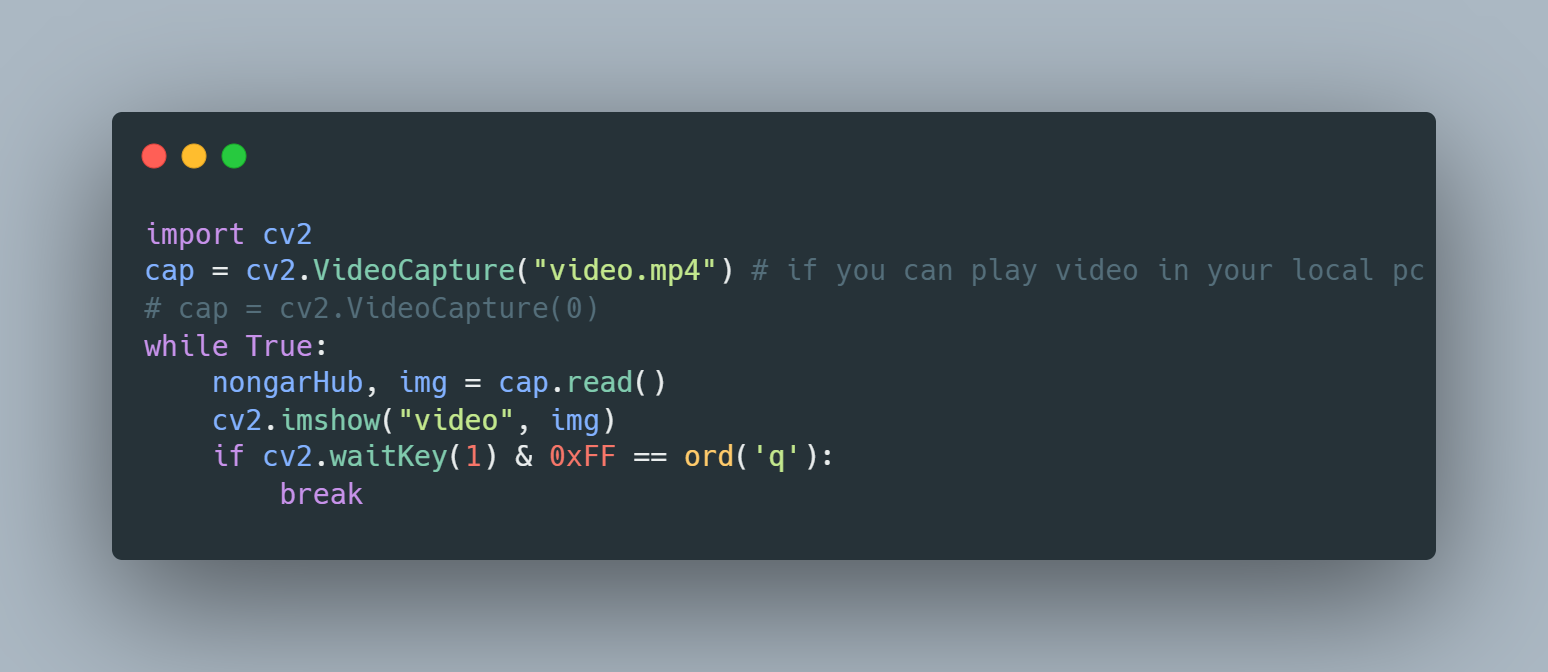 import cv2
cap = cv2.VideoCapture("video.mp4") # if you can play video in your local pc
# cap = cv2.VideoCapture(0)
while True:
    nongarHub, img = cap.read()
    cv2.imshow("video", img)
    if cv2.waitKey(1) & 0xFF == ord('q'):
        break